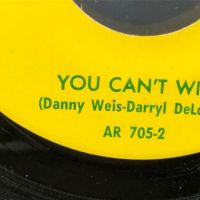 YOU CAN'T WI
(Danny Weis-Darryl DeLo
AR 705-2